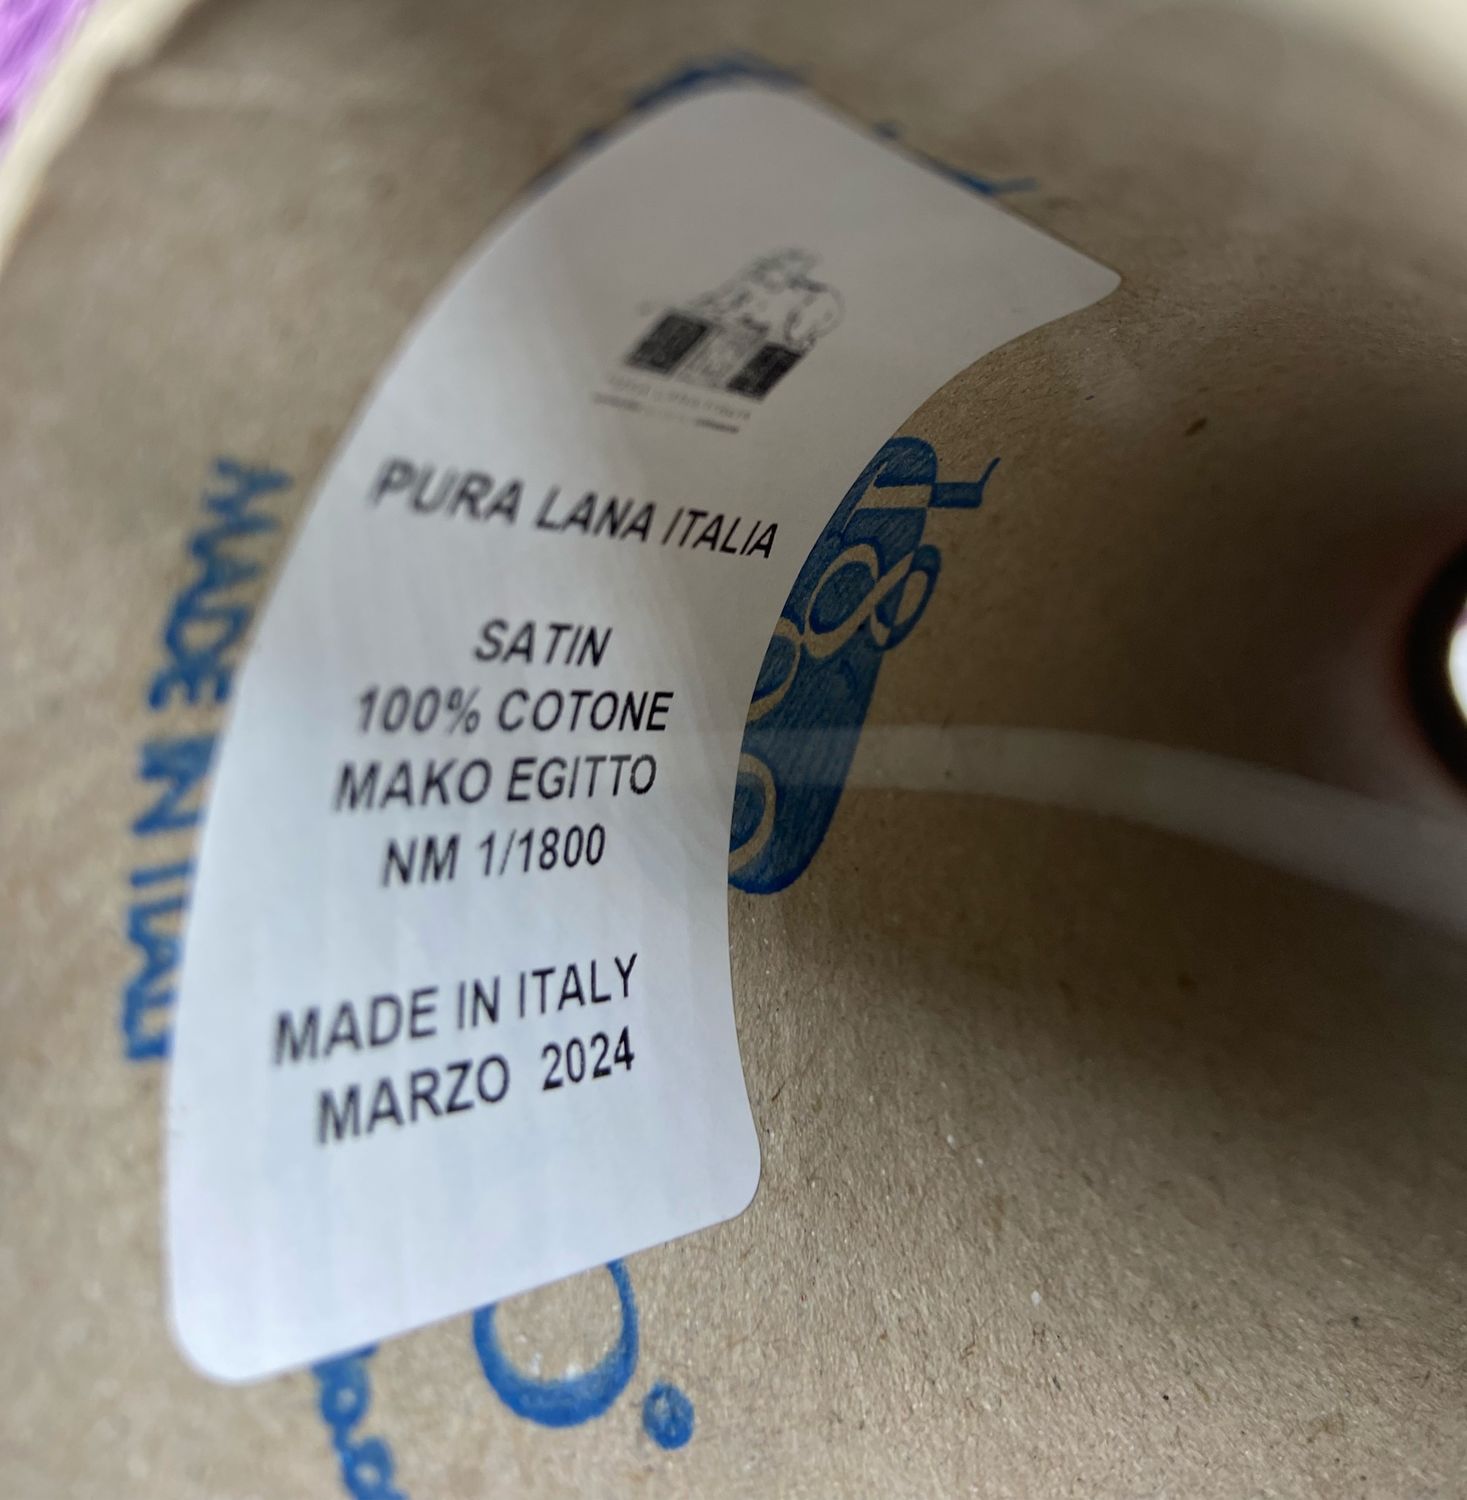 PURA LANA ITALIA
SATIN
100% COTONE
MAKO EGITTO
NM 1/1800
MADE IN ITALY
MARZO 2024
MADE IN ITALY